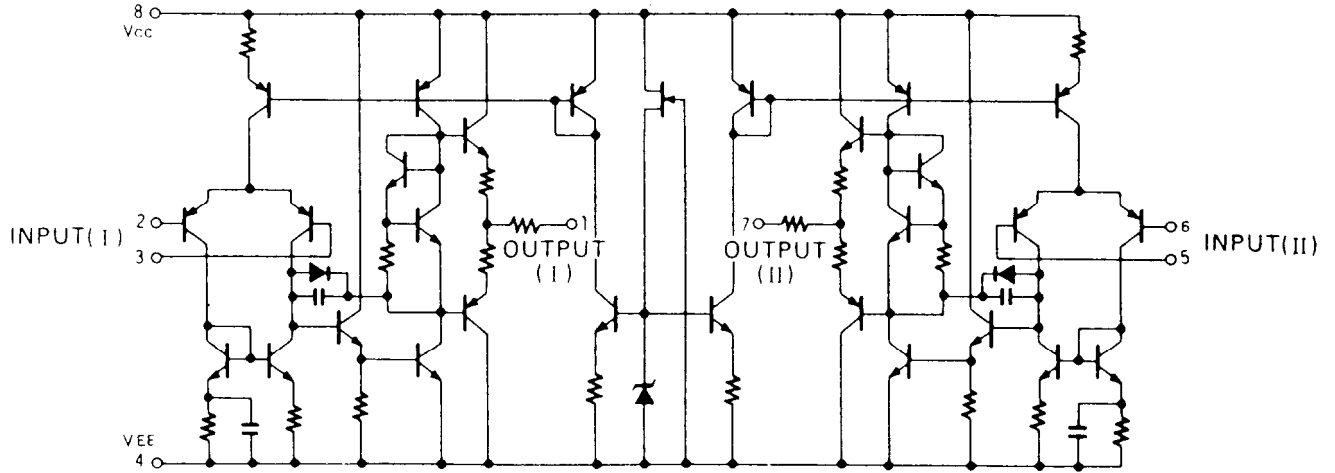 8
Vcc
2
INPUT(I)
3
1
OUTPUT
(I)
7
OUTPUT
(II)
6
INPUT(II)
5
VEE
4